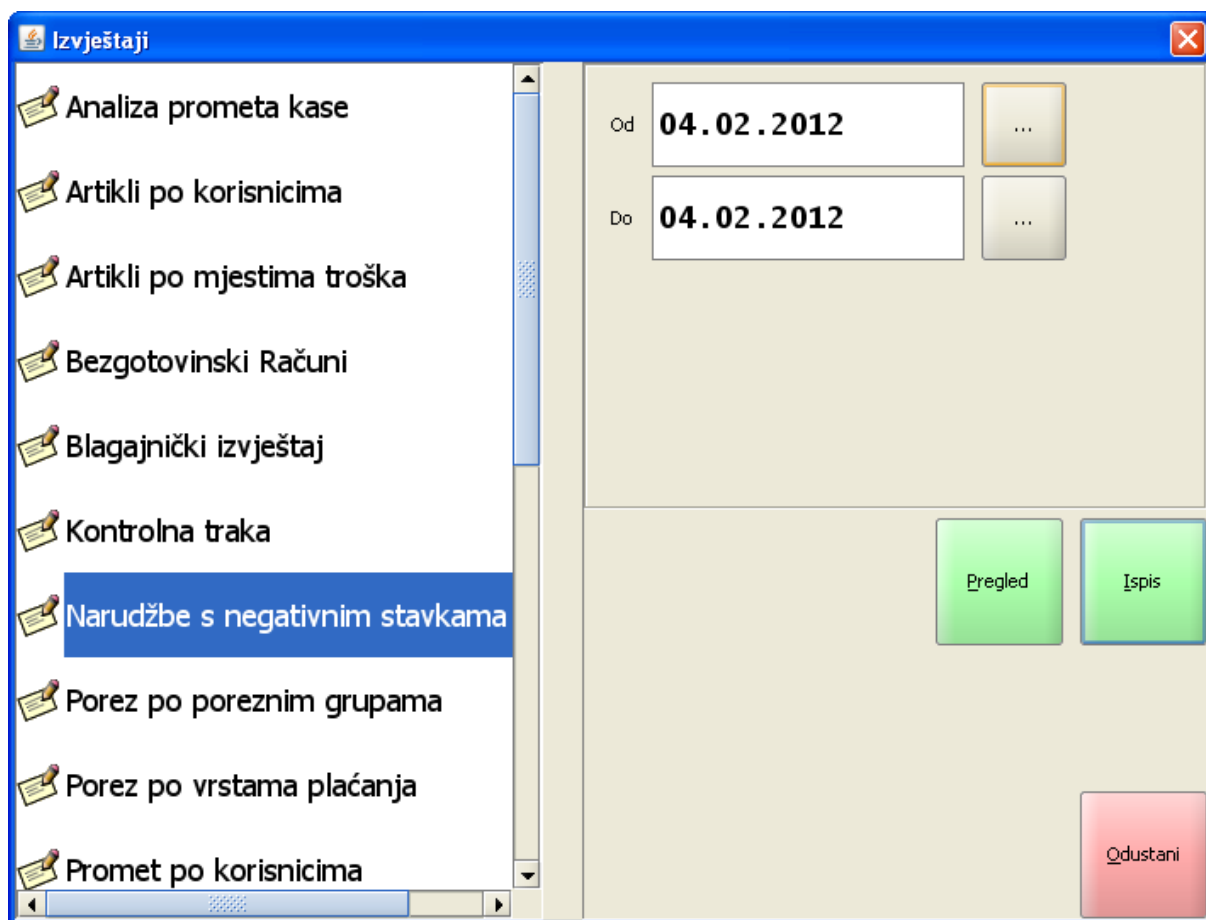 Izvještaji
Analiza prometa kase
Artikli po korisnicima
Artikli po mjestima troška
Bezgotovinski Računi
Blagajnički izvještaj
Kontrolna traka
Narudžbe s negativnim stavkama
Porez po poreznim grupama
Porez po vrstama plaćanja
Promet po korisnicima
Od 04.02.2012 ...
Do 04.02.2012 ...
Pregled Ispis
Odustani